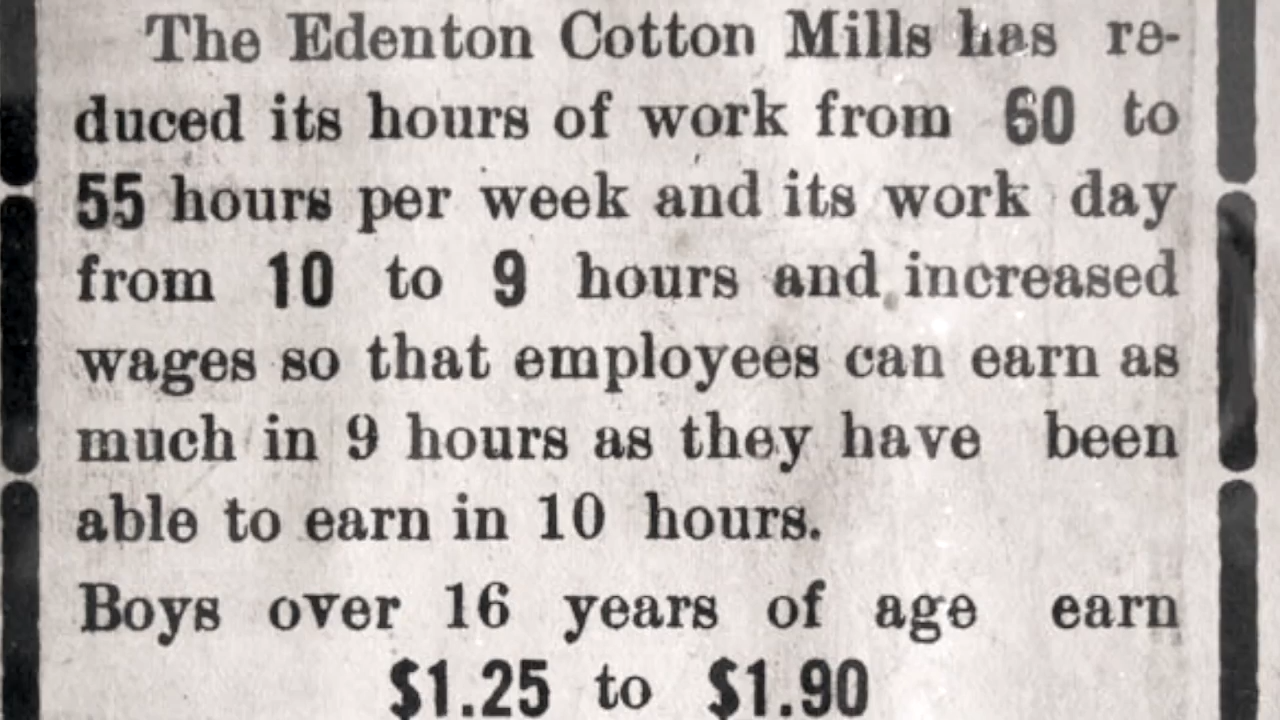 The Edenton Cotton Mills has re-
duced its hours of work from 60 to
55 hours per week and its work day
from 10 to 9 hours and increased
wages so that employees can earn as
much in 9 hours as they have been
able to earn in 10 hours.
Boys over 16 years of age earn
$1.25 to $1.90